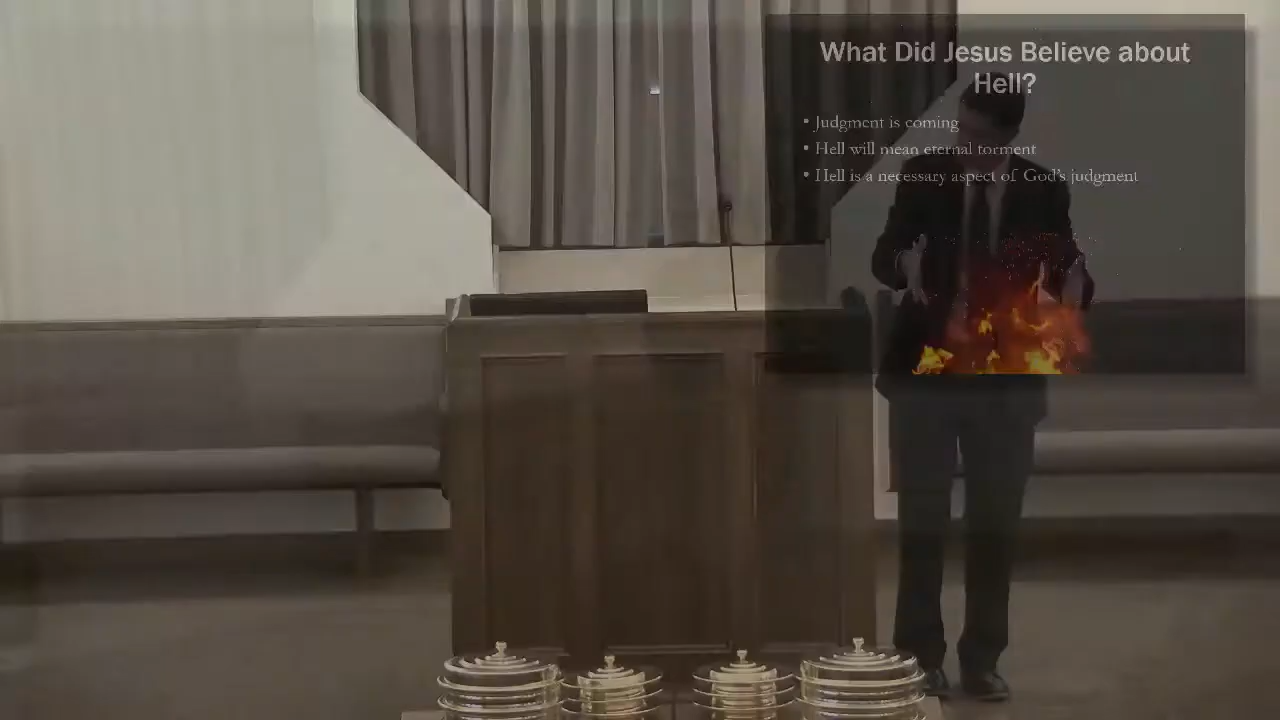 What Did Jesus Believe about
Hell?
• Judgment is coming
• Hell will mean eternal torment
• Hell is a necessary aspect of God's judgment